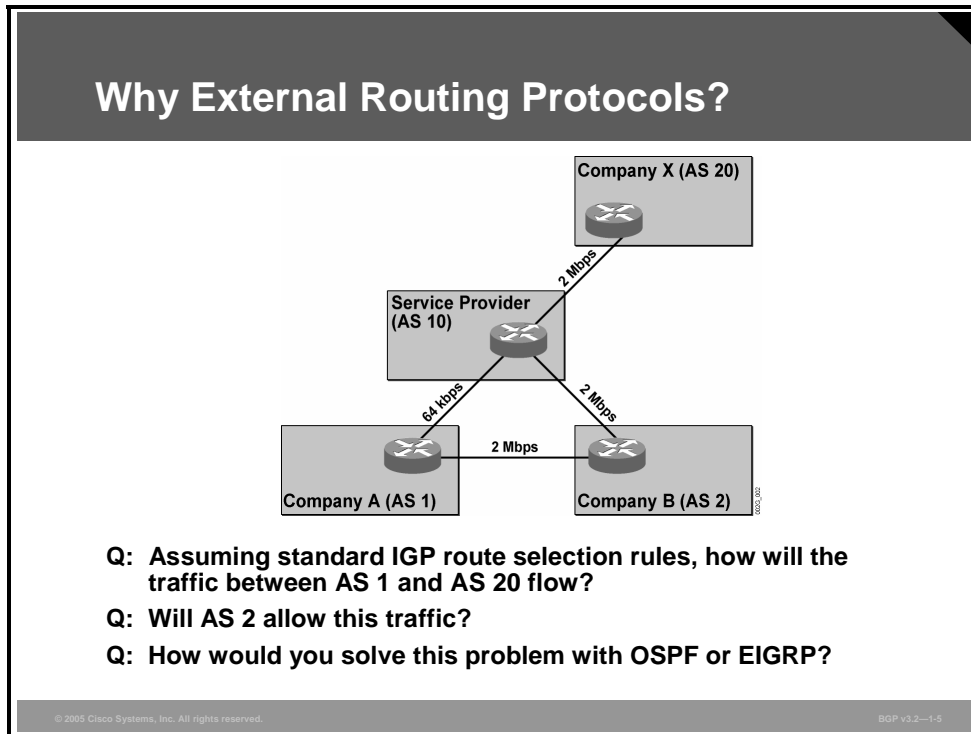 Why External Routing Protocols?
Company X (AS 20)
2 Mbps
Service Provider
(AS 10)
64 kbps
2 Mbps
2 Mbps
Company A (AS 1)
Company B (AS 2)
002G_002
Q: Assuming standard IGP route selection rules, how will the
traffic between AS 1 and AS 20 flow?
Q: Will AS 2 allow this traffic?
Q: How would you solve this problem with OSPF or EIGRP?
© 2005 Cisco Systems, Inc. All rights reserved.
BGP v3.2—1-5